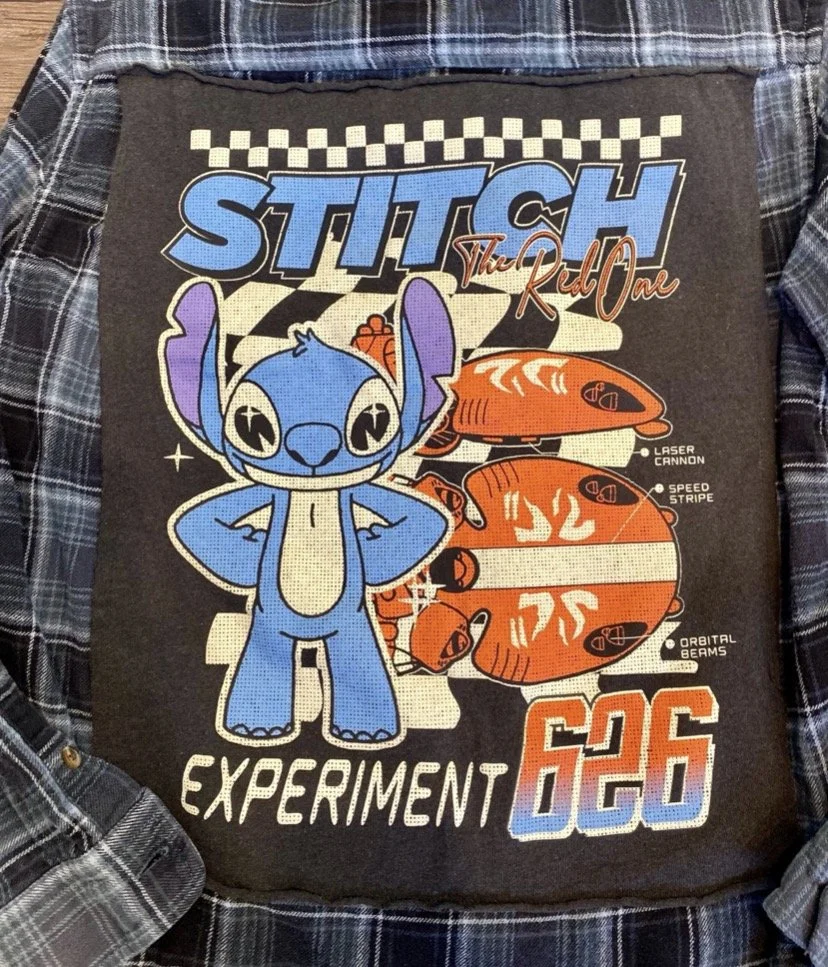 STITCH
The Red One
LASER
CANNON
SPEED
STRIPE
ORBITAL
BEAMS
EXPERIMENT 626